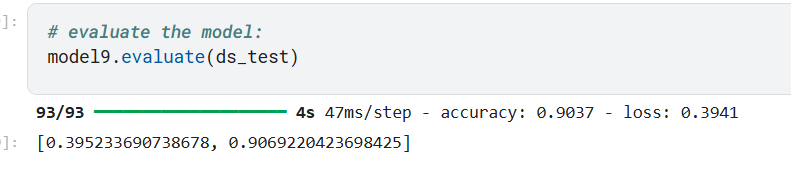 ]:
# evaluate the model:
model9.evaluate(ds_test)
93/93 ━━━━━━━━━━━━━━━━━━━━ 4s 47ms/step - accuracy: 0.9037 - loss: 0.3941
]: [0.395233690738678, 0.9069220423698425]